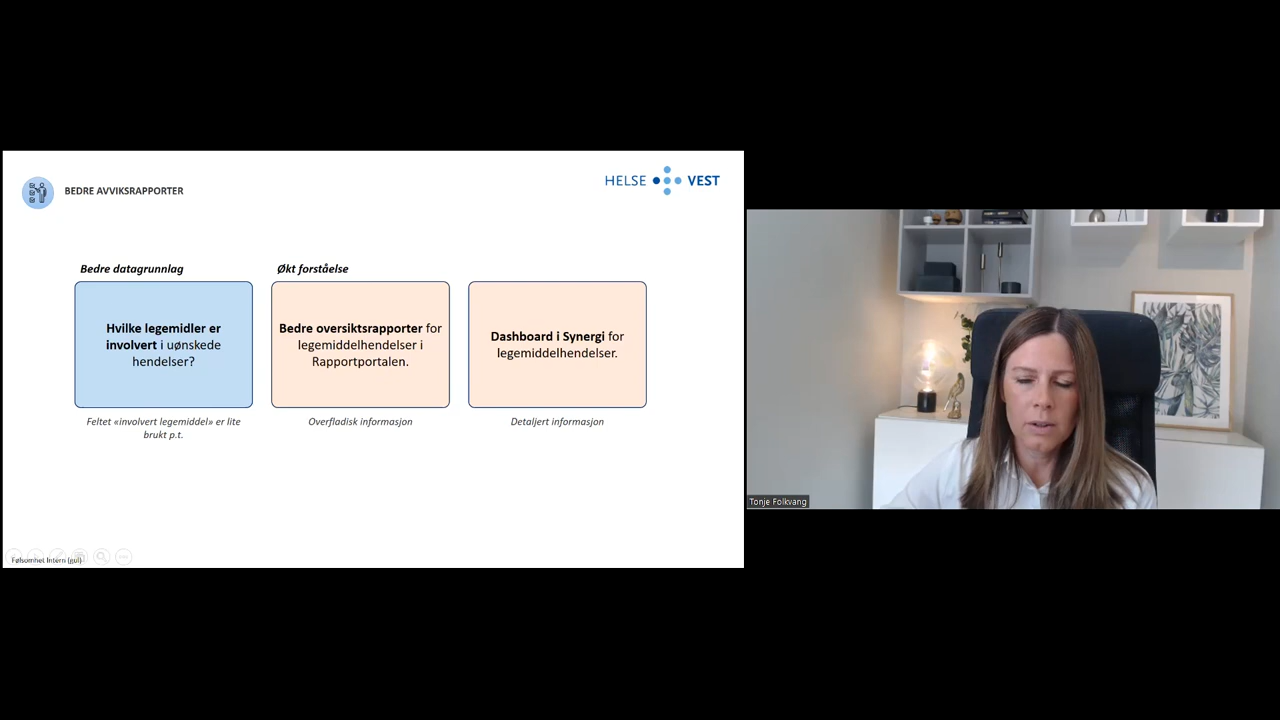 BEDRE AVVIKSRAPPORTER
HELSE VEST
Bedre datagrunnlag
Økt forståelse
Hvilke legemidler er
involvert i uønskede
hendelser?
Bedre oversiktsrapporter for
legemiddelhendelser i
Rapportportalen.
Dashboard i Synergi for
legemiddelhendelser.
Feltet «involvert legemiddel» er lite
brukt p.t.
Overfladisk informasjon
Detaljert informasjon
Følsomhet Intern (gul)
Tonje Folkvang